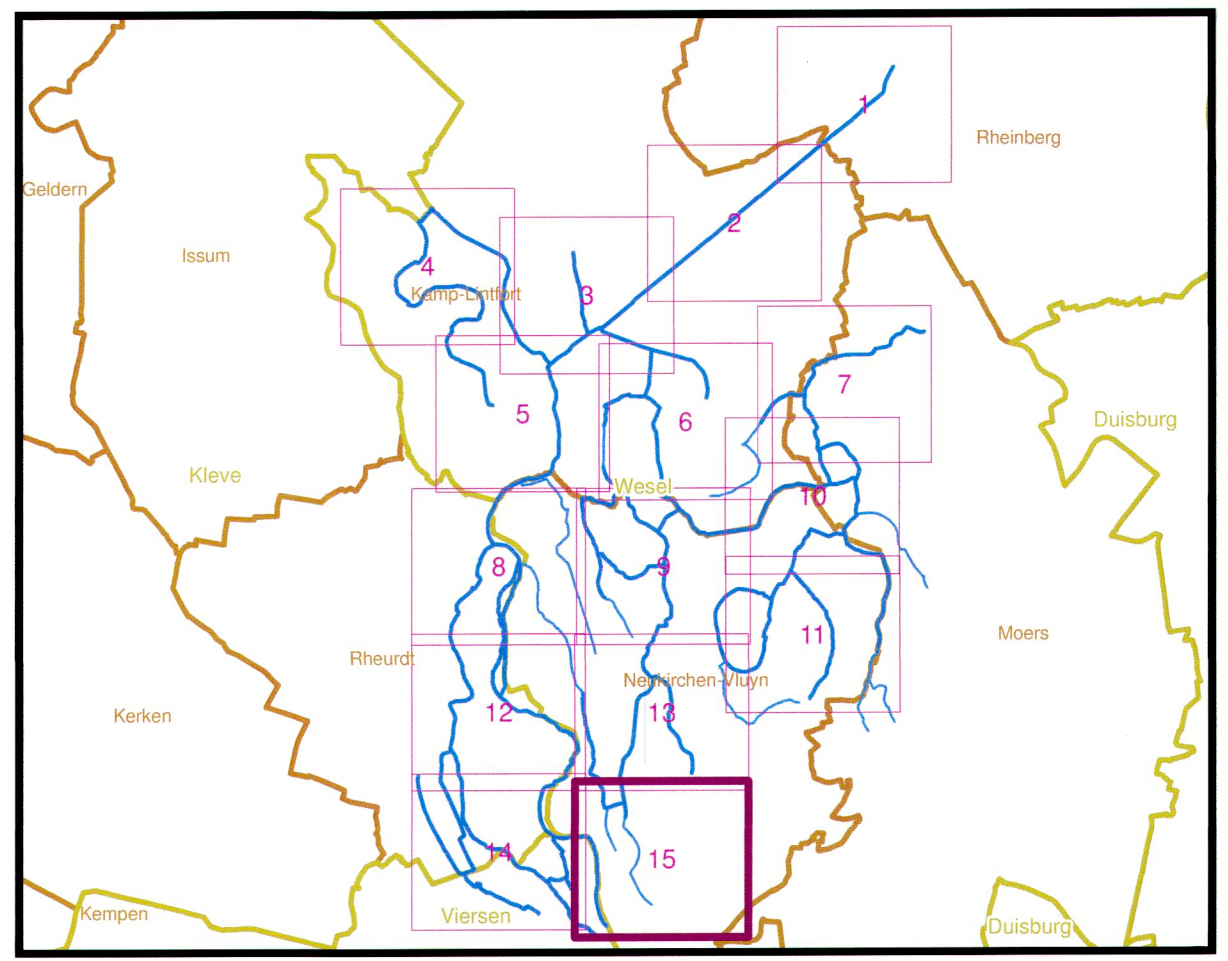 1
Rheinberg
Geldern
2
Issum
4
Kamp-Lintfort
3
7
5
6
Duisburg
Kleve
Wesel
10
8
9
11
Moers
Rheurdt
Neukirchen-Vluyn
Kerken
12
13
14
15
Kempen
Viersen
Duisburg